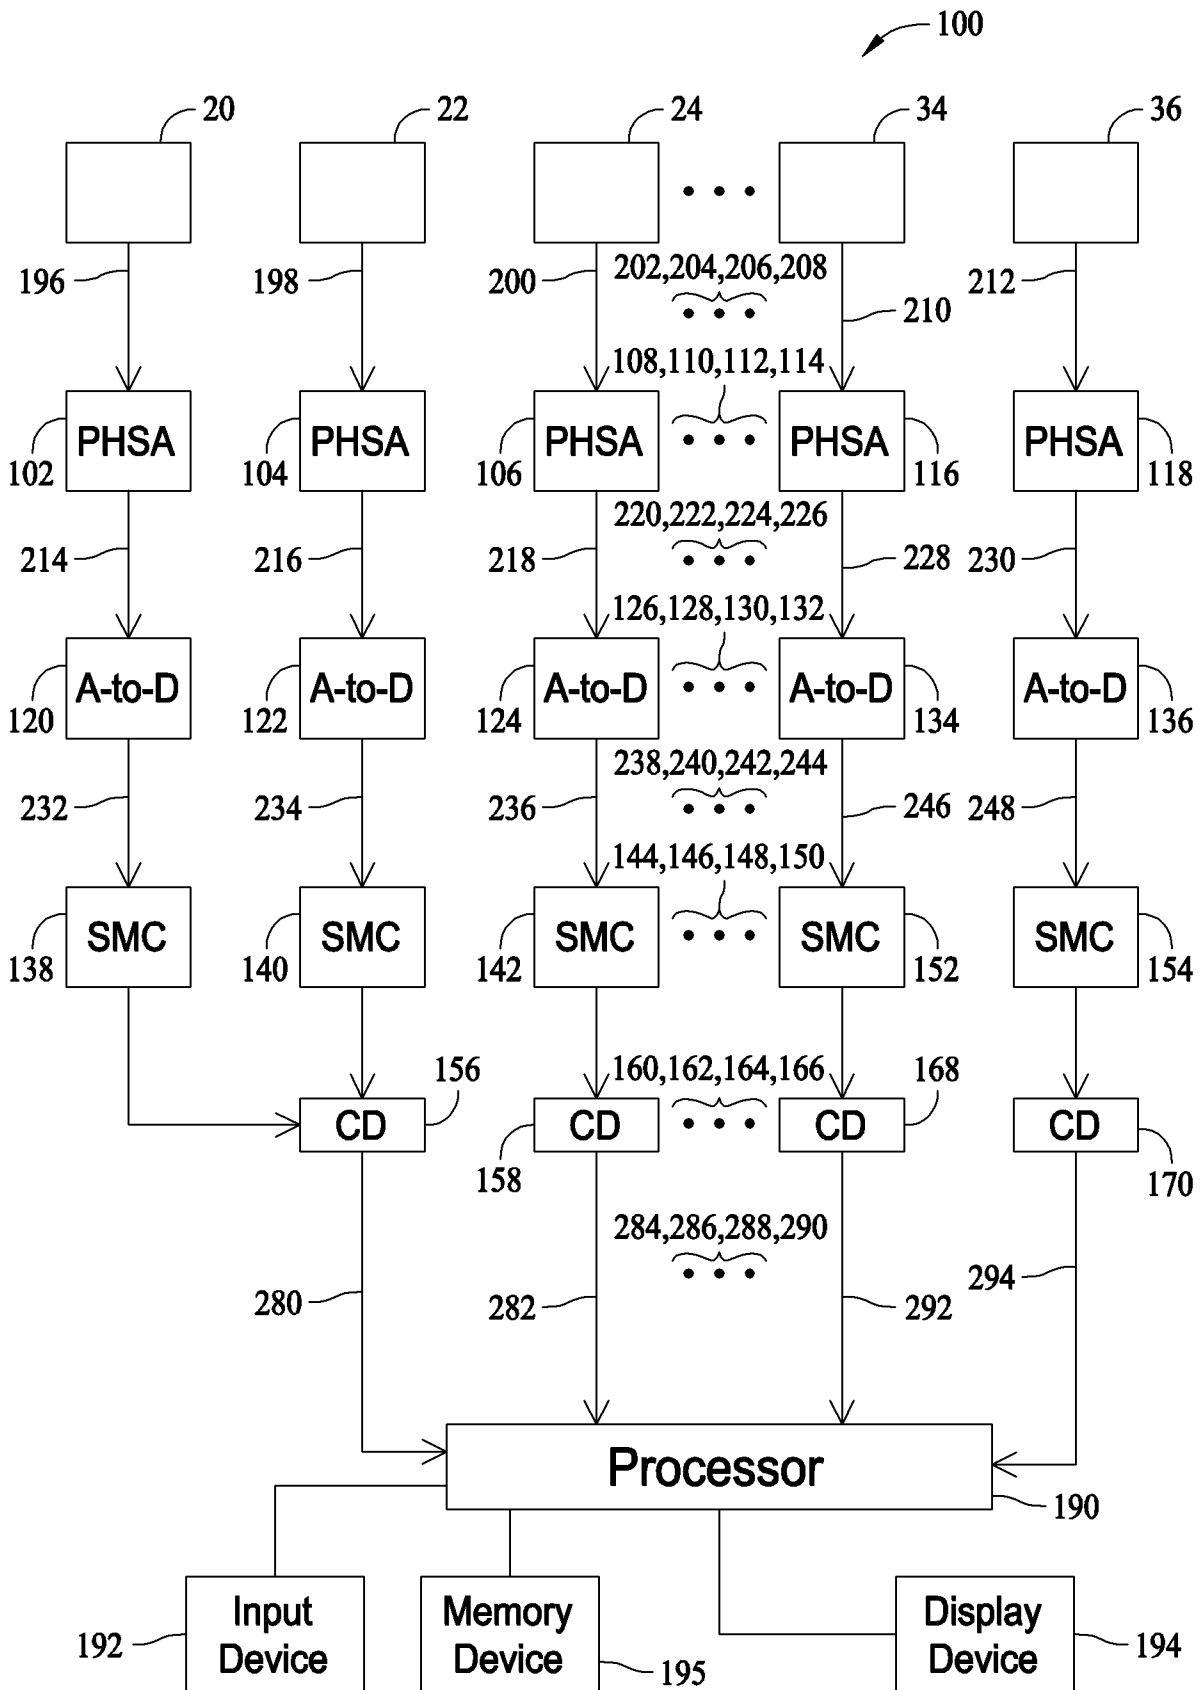 100
20 22 24 34 36
196 198 200 202,204,206,208 210 212
108,110,112,114
PHSA PHSA PHSA PHSA PHSA
102 104 106 116 118
214 216 218 220,222,224,226 228 230
126,128,130,132
A-to-D A-to-D A-to-D A-to-D A-to-D
120 122 124 134 136
232 234 236 238,240,242,244 246 248
144,146,148,150
SMC SMC SMC SMC SMC
138 140 142 152 154
156 160,162,164,166 168
CD CD CD CD
158 170
284,286,288,290
280 282 292 294
Processor
190
Input Device
192
Memory Device
195
Display Device
194